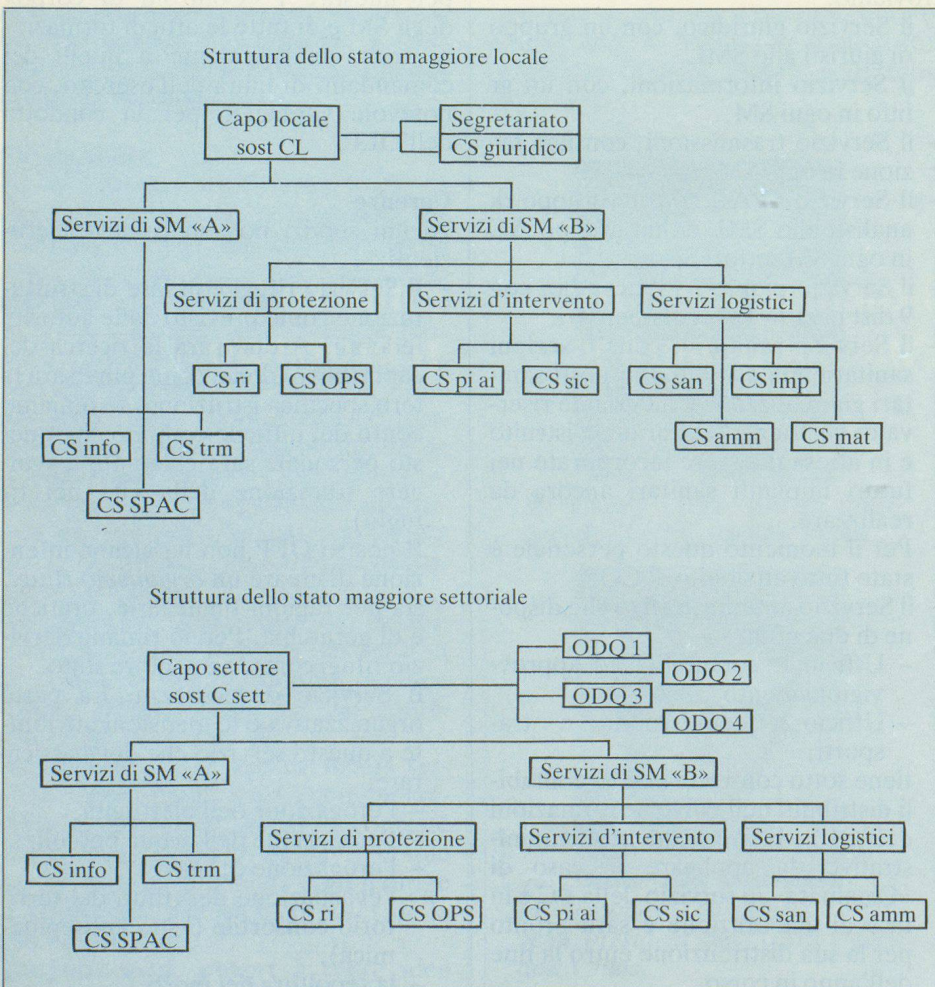 Struttura dello stato maggiore locale
Capo locale
sost CL
Segretariato
CS giuridico
Servizi di SM «A»
Servizi di SM «B»
Servizi di protezione
Servizi d'intervento
Servizi logistici
CS ri
CS OPS
CS pi ai
CS sic
CS san
CS imp
CS info
CS trm
CS amm
CS mat
CS SPAC
Struttura dello stato maggiore settoriale
Capo settore
sost C sett
ODQ 1
ODQ 2
ODQ 3
ODQ 4
Servizi di SM «A»
Servizi di SM «B»
Servizi di protezione
Servizi d'intervento
Servizi logistici
CS info
CS trm
CS ri
CS OPS
CS pi ai
CS sic
CS san
CS amm
CS SPAC